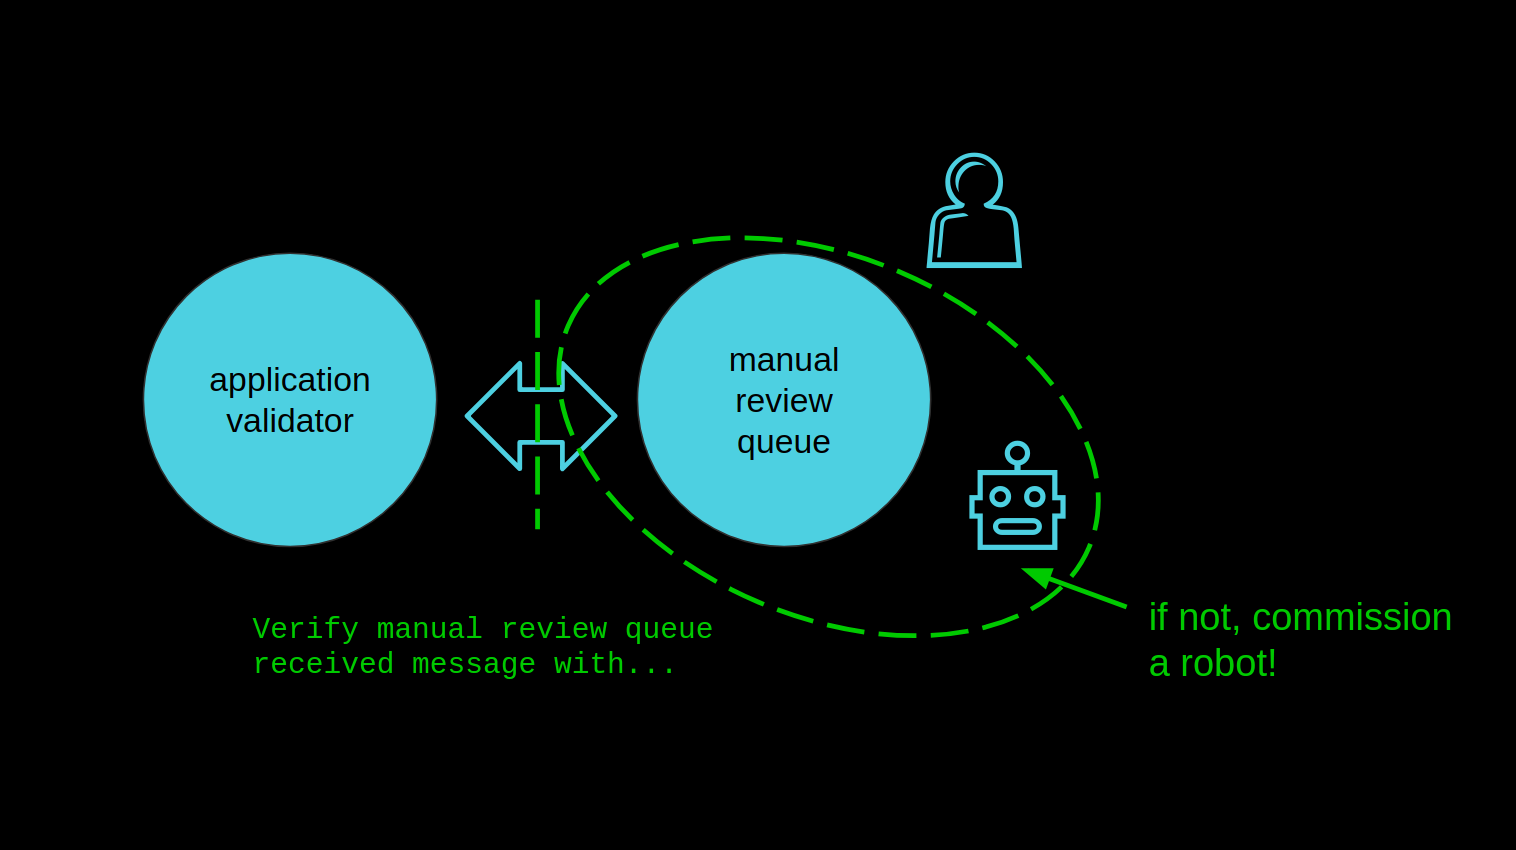 application
validator
manual
review
queue
Verify manual review queue
received message with...
if not, commission
a robot!